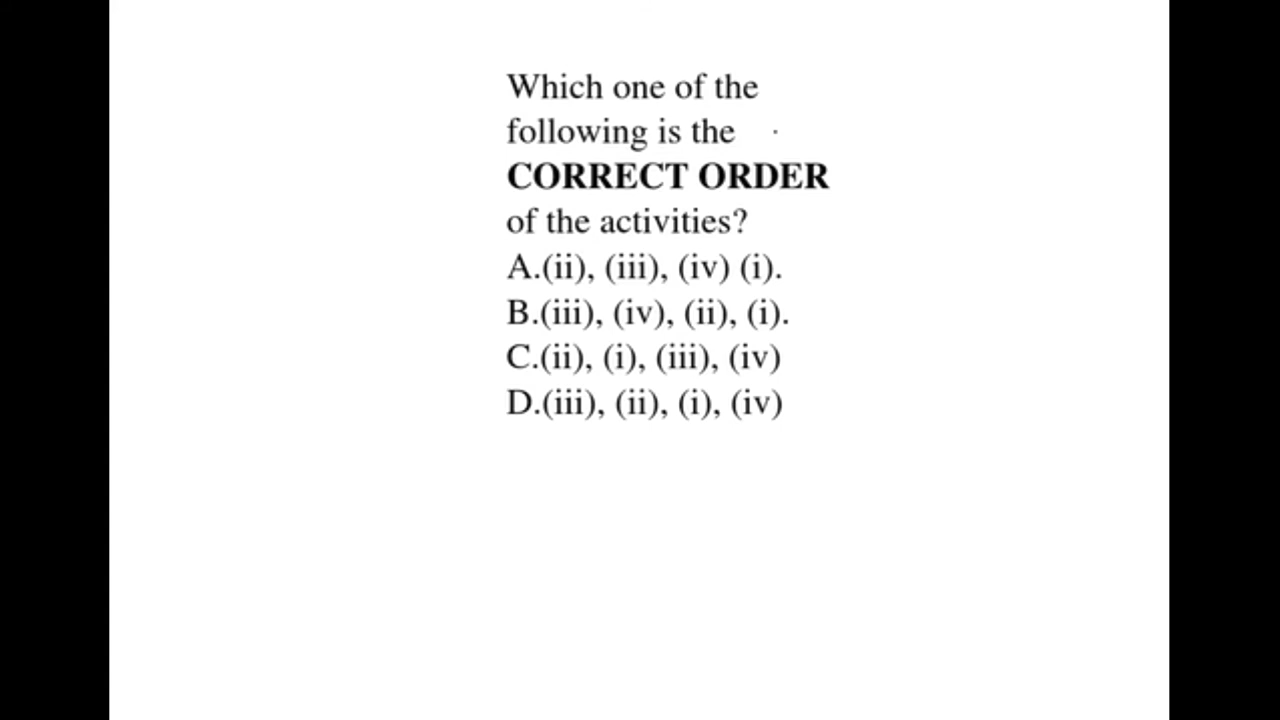 Which one of the
following is the
CORRECT ORDER
of the activities?
A.(ii), (iii), (iv) (i).
B.(iii), (iv), (ii), (i).
C.(ii), (i), (iii), (iv)
D.(iii), (ii), (i), (iv)